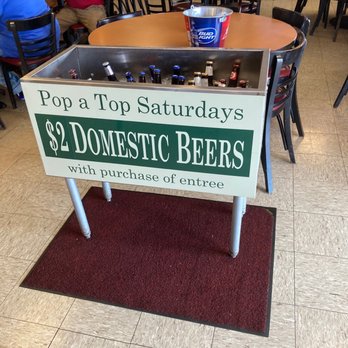 BUD LIGHT
Pop a Top Saturdays
$2 DOMESTIC BEERS
with purchase of entree